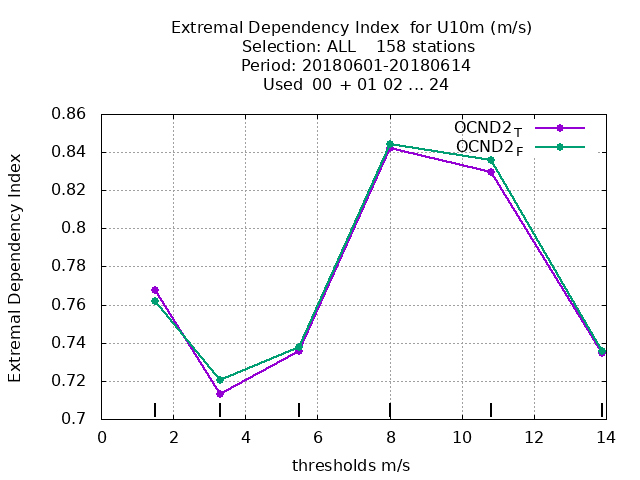 Extremal Dependency Index  for U10m (m/s)
Selection: ALL    158 stations
Period: 20180601-20180614
Used  00 + 01 02 ... 24
OCND2_T
OCND2_F
Extremal Dependency Index
0.86
0.84
0.82
0.8
0.78
0.76
0.74
0.72
0.7
0 2 4 6 8 10 12 14
thresholds m/s